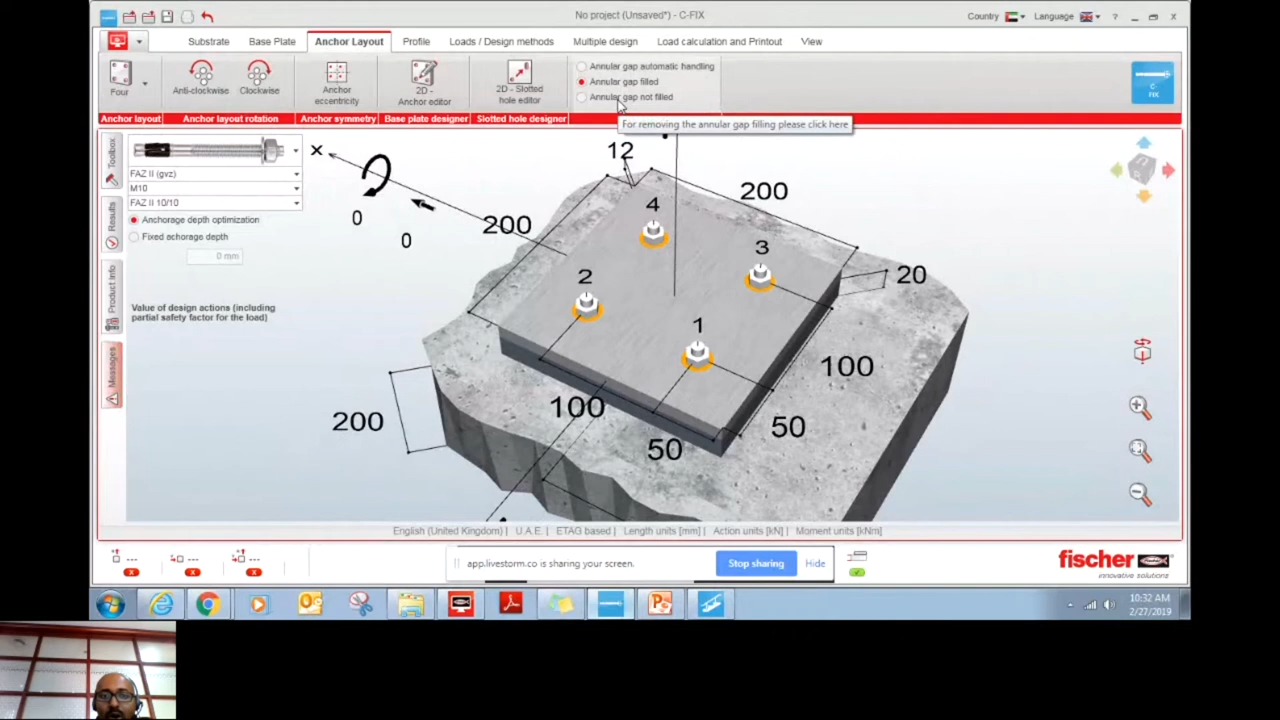 No project (Unsaved*) - C-FIX
Country
Language
?
Substrate
Base Plate
Anchor Layout
Profile
Loads / Design methods
Multiple design
Load calculation and Printout
View
Four
Anti-clockwise
Clockwise
Anchor
eccentricity
2D -
Anchor editor
2D - Slotted
hole editor
Annular gap automatic handling
Annular gap filled
Annular gap not filled
C-
FIX
Anchor layout
Anchor layout rotation
Anchor symmetry
Base plate designer
Slotted hole designer
For removing the annular gap filling please click here
Toolbox
Results
Product Info
Messages
FAZ II (gvz)
M10
FAZ II 10/10
Anchorage depth optimization
Fixed achorage depth
0 mm
Value of design actions (including
partial safety factor for the load)
X
12
200
4
0
200
3
0
2
20
1
100
200
100
50
50
English (United Kingdom) | U.A.E. | ETAG based | Length units [mm] | Action units [kN] | Moment units [kNm]
---
---
---
app.livestorm.co is sharing your screen.
Stop sharing
Hide
fischer
innovative solutions
10:32 AM
2/27/2019